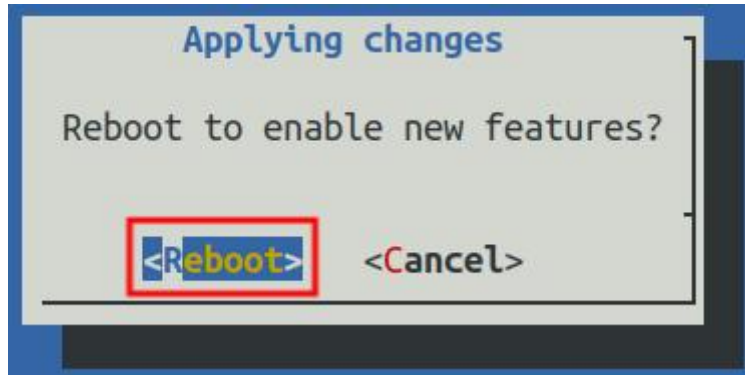 Applying changes
Reboot to enable new features?
<Reboot> <Cancel>